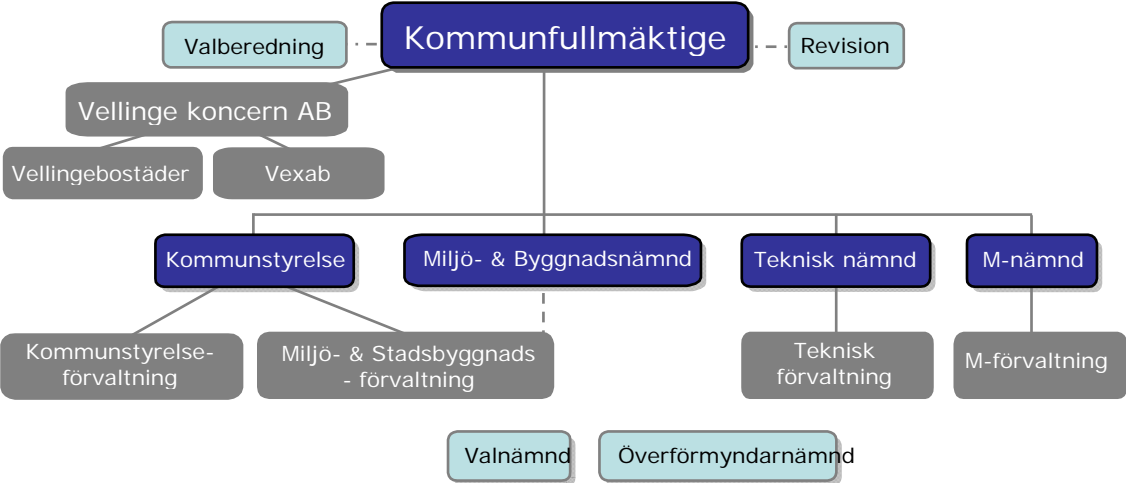 Valberedning
Kommunfullmäktige
Revision
Vellinge koncern AB
Vellingebostäder
Vexab
Kommunstyrelse
Miljö- & Byggnadsnämnd
Teknisk nämnd
M-nämnd
Kommunstyrelse-
förvaltning
Miljö- & Stadsbyggnads
- förvaltning
Teknisk
förvaltning
M-förvaltning
Valnämnd
Överförmyndarnämnd